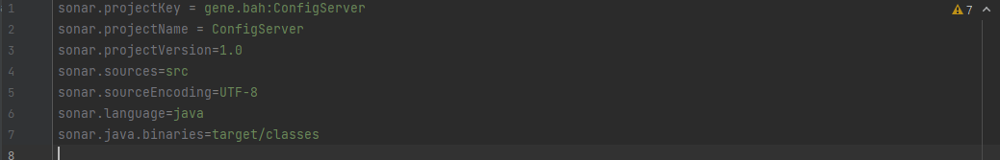 1 sonar.projectKey = gene.bah:ConfigServer 7
2 sonar.projectName = ConfigServer
3 sonar.projectVersion=1.0
4 sonar.sources=src
5 sonar.sourceEncoding=UTF-8
6 sonar.language=java
7 sonar.java.binaries=target/classes
8